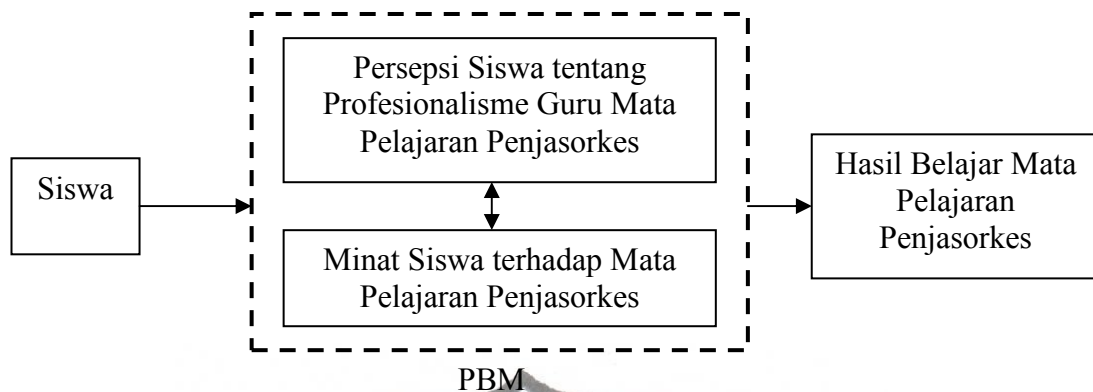 Siswa
Persepsi Siswa tentang
Profesionalisme Guru Mata
Pelajaran Penjasorkes
Minat Siswa terhadap Mata
Pelajaran Penjasorkes
PBM
Hasil Belajar Mata
Pelajaran
Penjasorkes